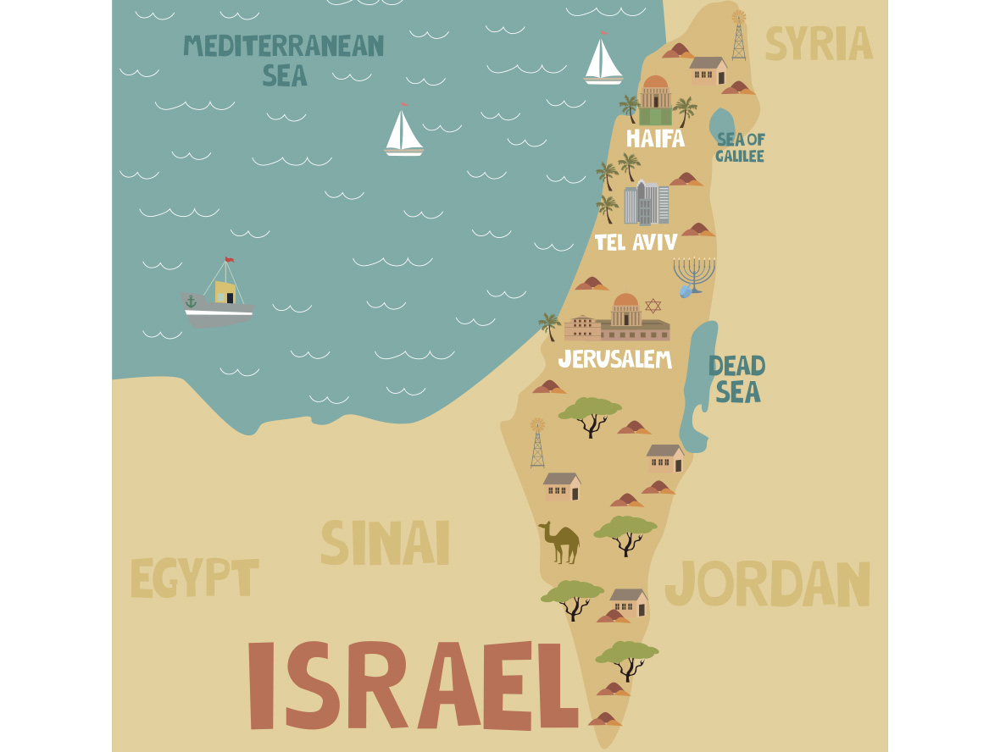 MEDITERRANEAN
SEA
SYRIA
HAIFA
SEA OF
GALILEE
TEL AVIV
JERUSALEM
DEAD
SEA
SINAI
EGYPT
JORDAN
ISRAEL